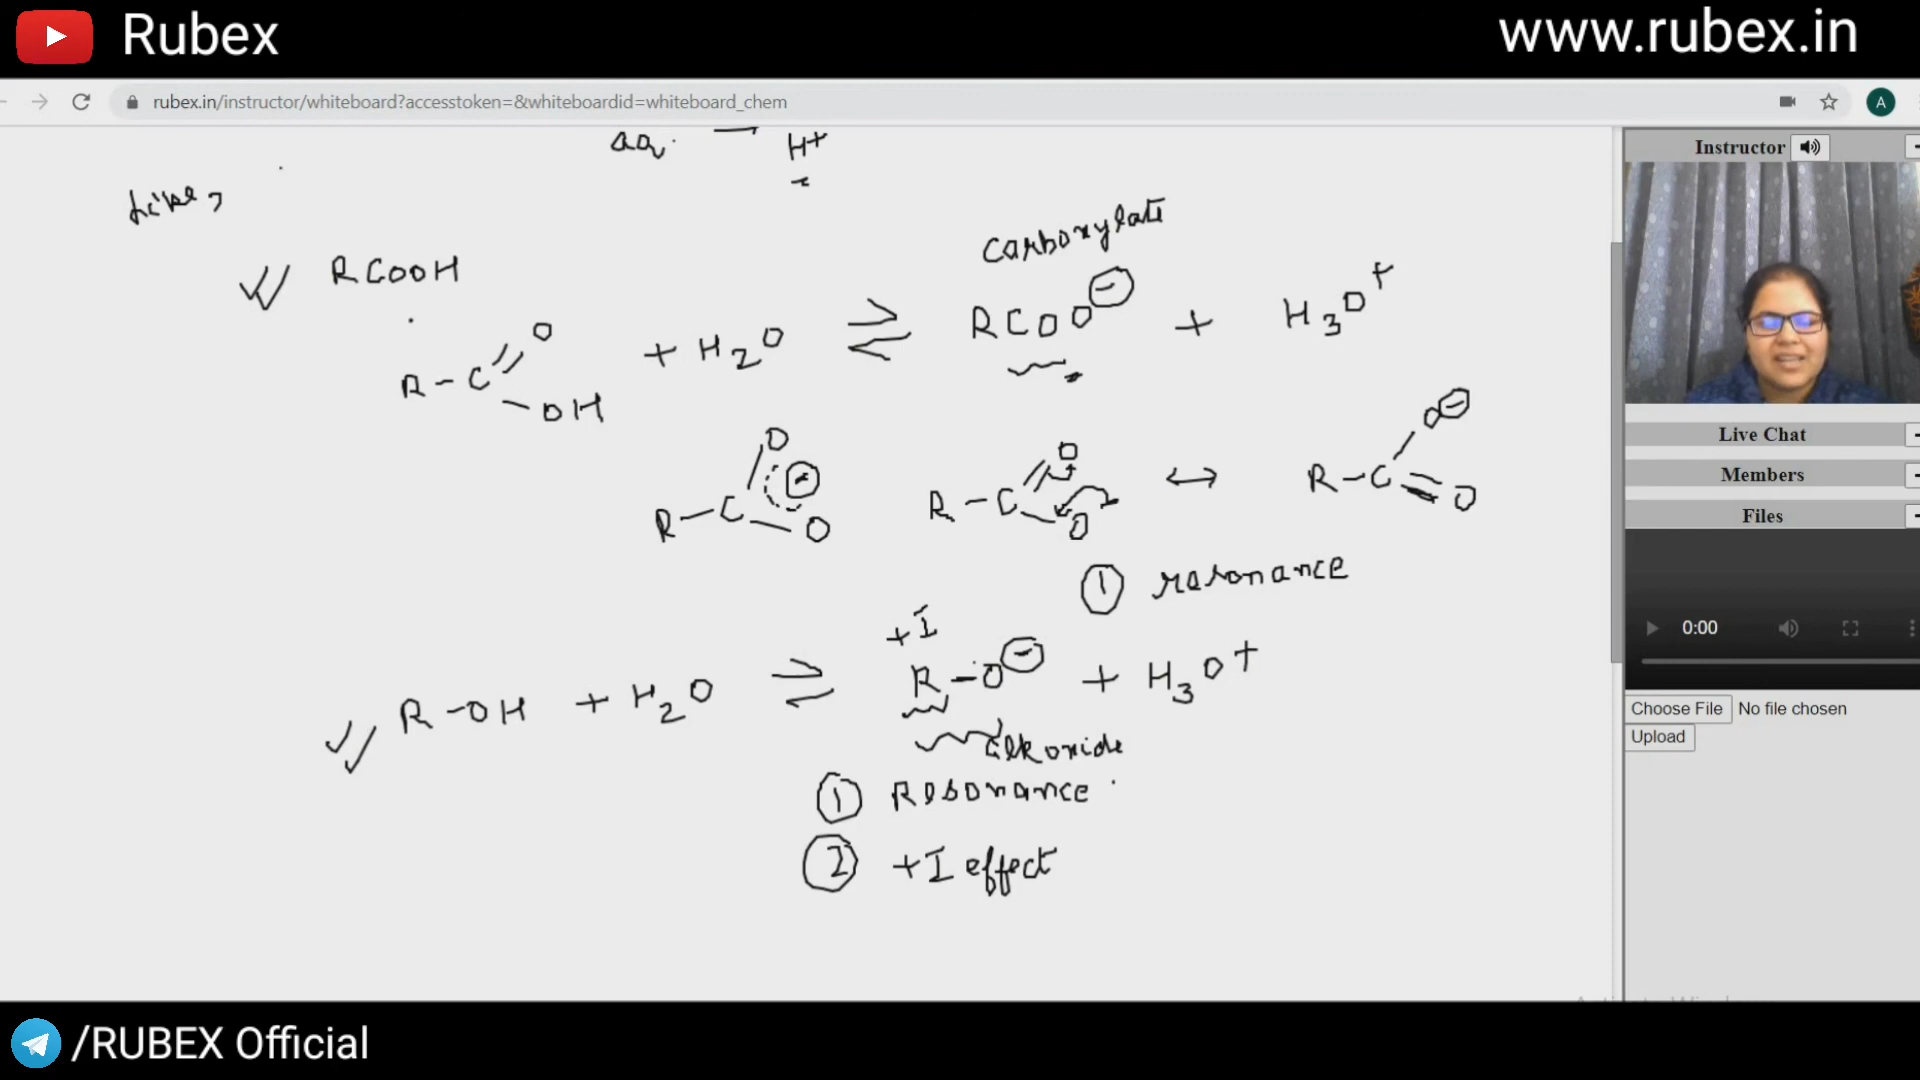 Rubex
www.rubex.in
rubex.in/instructor/whiteboard?accesstoken=&whiteboardid=whiteboard_chem
A
aq.
H+
Like,
RCOOH
Carboxylate
R-C=O
-OH
+ H2O ⇌ RCOO⊖ + H3O+
R-C
O
O
⊖
R-C
O
O
↔
R-C
O⊖
O
① resonance
+I
R-OH + H2O ⇌ R-O⊖ + H3O+
alkoxide
① Resonance
② +I effect
Instructor
Live Chat
Members
Files
0:00
Choose File No file chosen
Upload
/RUBEX Official